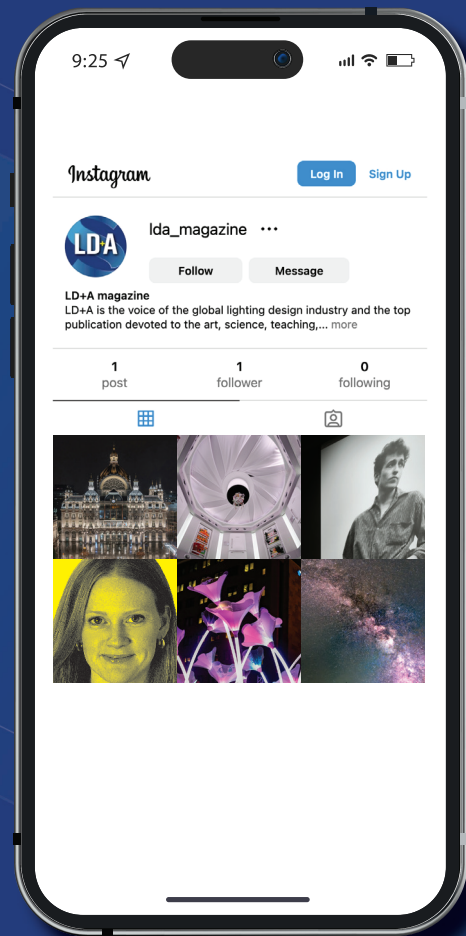 9:25
Instagram
Log In
Sign Up
LD+A
lda_magazine ...
Follow
Message
LD+A magazine
LD+A is the voice of the global lighting design industry and the top
publication devoted to the art, science, teaching,... more
1
post
1
follower
0
following